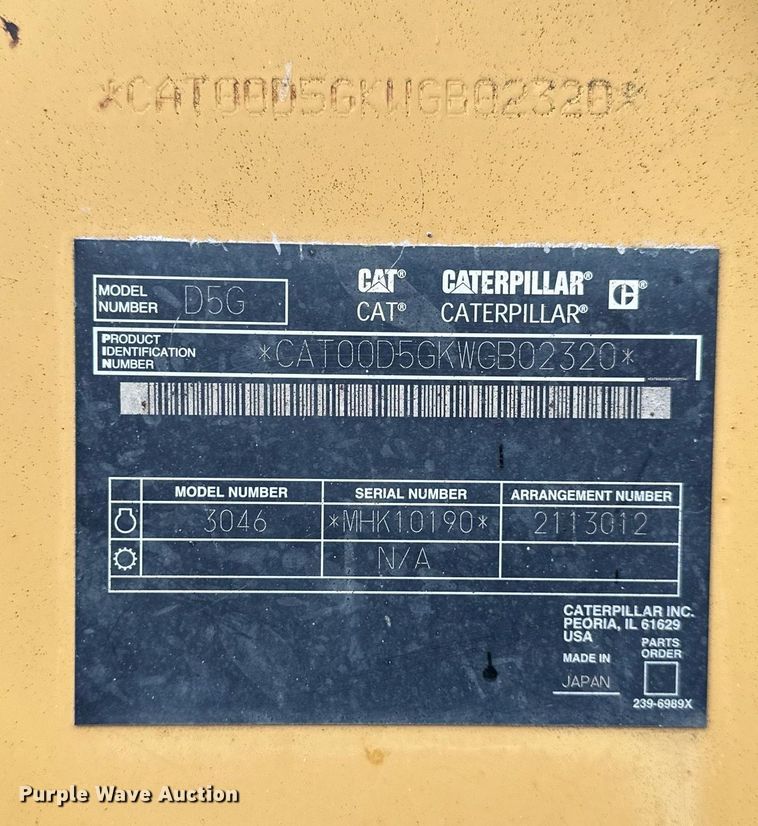 *CAT00D5GKWGB02320*
MODEL NUMBER D5G
CAT® CATERPILLAR® C®
CAT® CATERPILLAR®
PRODUCT IDENTIFICATION NUMBER *CAT00D5GKWGB02320*
MODEL NUMBER SERIAL NUMBER ARRANGEMENT NUMBER
3046 *MHK10190* 2113012
N/A
CATERPILLAR INC.
PEORIA, IL 61629
USA
PARTS ORDER
MADE IN
JAPAN
239-6989X
Purple Wave Auction